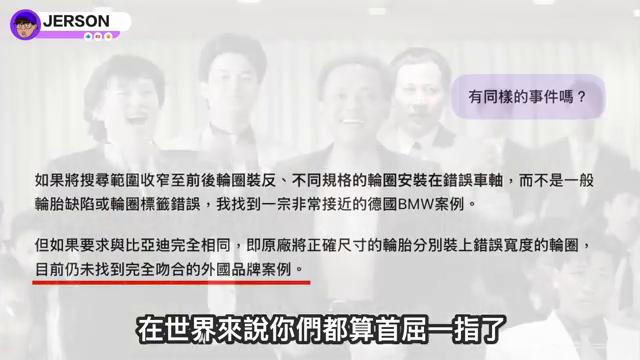 JERSON
有同樣的事件嗎？
如果將搜尋範圍收窄至前後輪圈裝反、不同規格的輪圈安裝在錯誤車軸，而不是一般
輪胎缺陷或輪圈標籤錯誤，我找到一宗非常接近的德國BMW案例。
但如果要求與比亞迪完全相同，即原廠將正確尺寸的輪胎分別裝上錯誤寬度的輪圈，
目前仍未找到完全吻合的外國品牌案例。
在世界來說你們都算首屈一指了